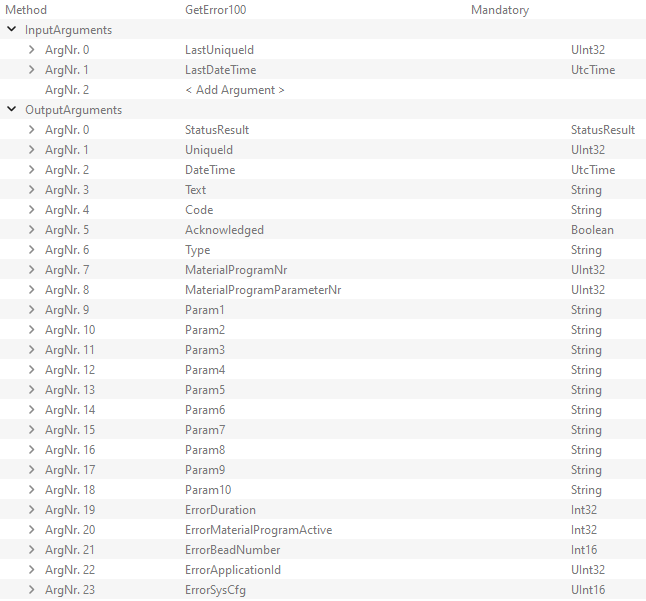 Method GetError100 Mandatory
InputArguments
ArgNr. 0 LastUniqueId UInt32
ArgNr. 1 LastDateTime UtcTime
ArgNr. 2 < Add Argument >
OutputArguments
ArgNr. 0 StatusResult StatusResult
ArgNr. 1 UniqueId UInt32
ArgNr. 2 DateTime UtcTime
ArgNr. 3 Text String
ArgNr. 4 Code String
ArgNr. 5 Acknowledged Boolean
ArgNr. 6 Type String
ArgNr. 7 MaterialProgramNr UInt32
ArgNr. 8 MaterialProgramParameterNr UInt32
ArgNr. 9 Param1 String
ArgNr. 10 Param2 String
ArgNr. 11 Param3 String
ArgNr. 12 Param4 String
ArgNr. 13 Param5 String
ArgNr. 14 Param6 String
ArgNr. 15 Param7 String
ArgNr. 16 Param8 String
ArgNr. 17 Param9 String
ArgNr. 18 Param10 String
ArgNr. 19 ErrorDuration Int32
ArgNr. 20 ErrorMaterialProgramActive Int32
ArgNr. 21 ErrorBeadNumber Int16
ArgNr. 22 ErrorApplicationId UInt32
ArgNr. 23 ErrorSysCfg UInt16